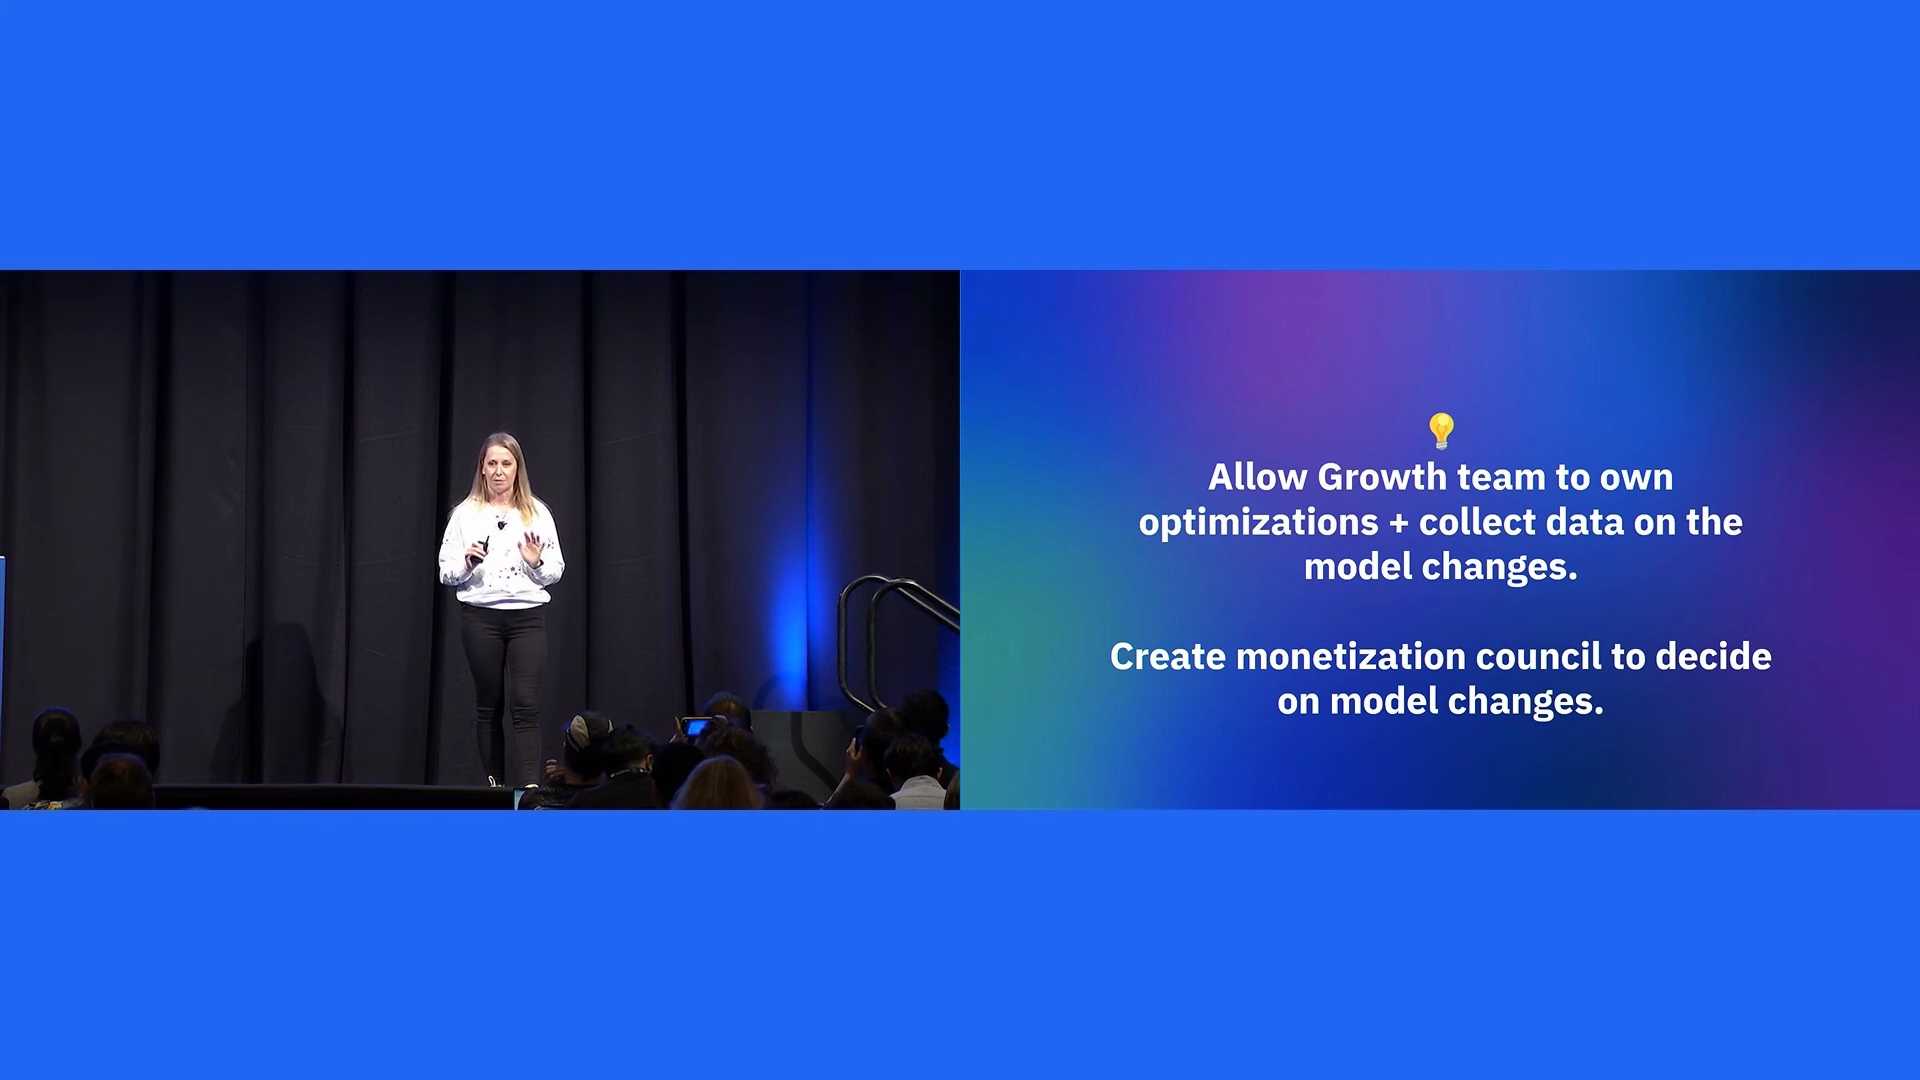 Allow Growth team to own
optimizations + collect data on the
model changes.
Create monetization council to decide
on model changes.